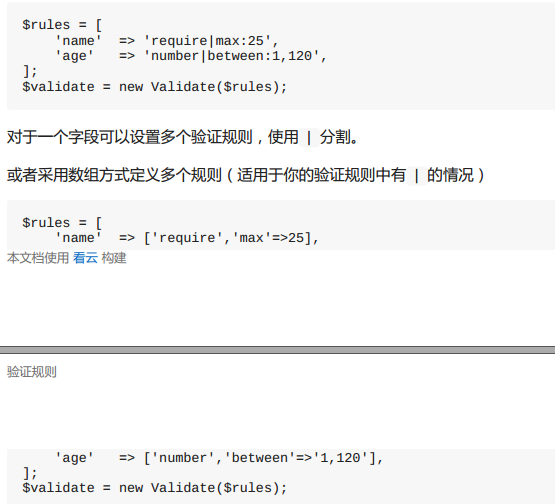 $rules = [
    'name'  => 'require|max:25',
    'age'   => 'number|between:1,120',
];
$validate = new Validate($rules);
对于一个字段可以设置多个验证规则，使用 | 分割。
或者采用数组方式定义多个规则（适用于你的验证规则中有 | 的情况）
$rules = [
    'name'  => ['require','max'=>25],
本文档使用 看云 构建
验证规则
    'age'   => ['number','between'=>'1,120'],
];
$validate = new Validate($rules);